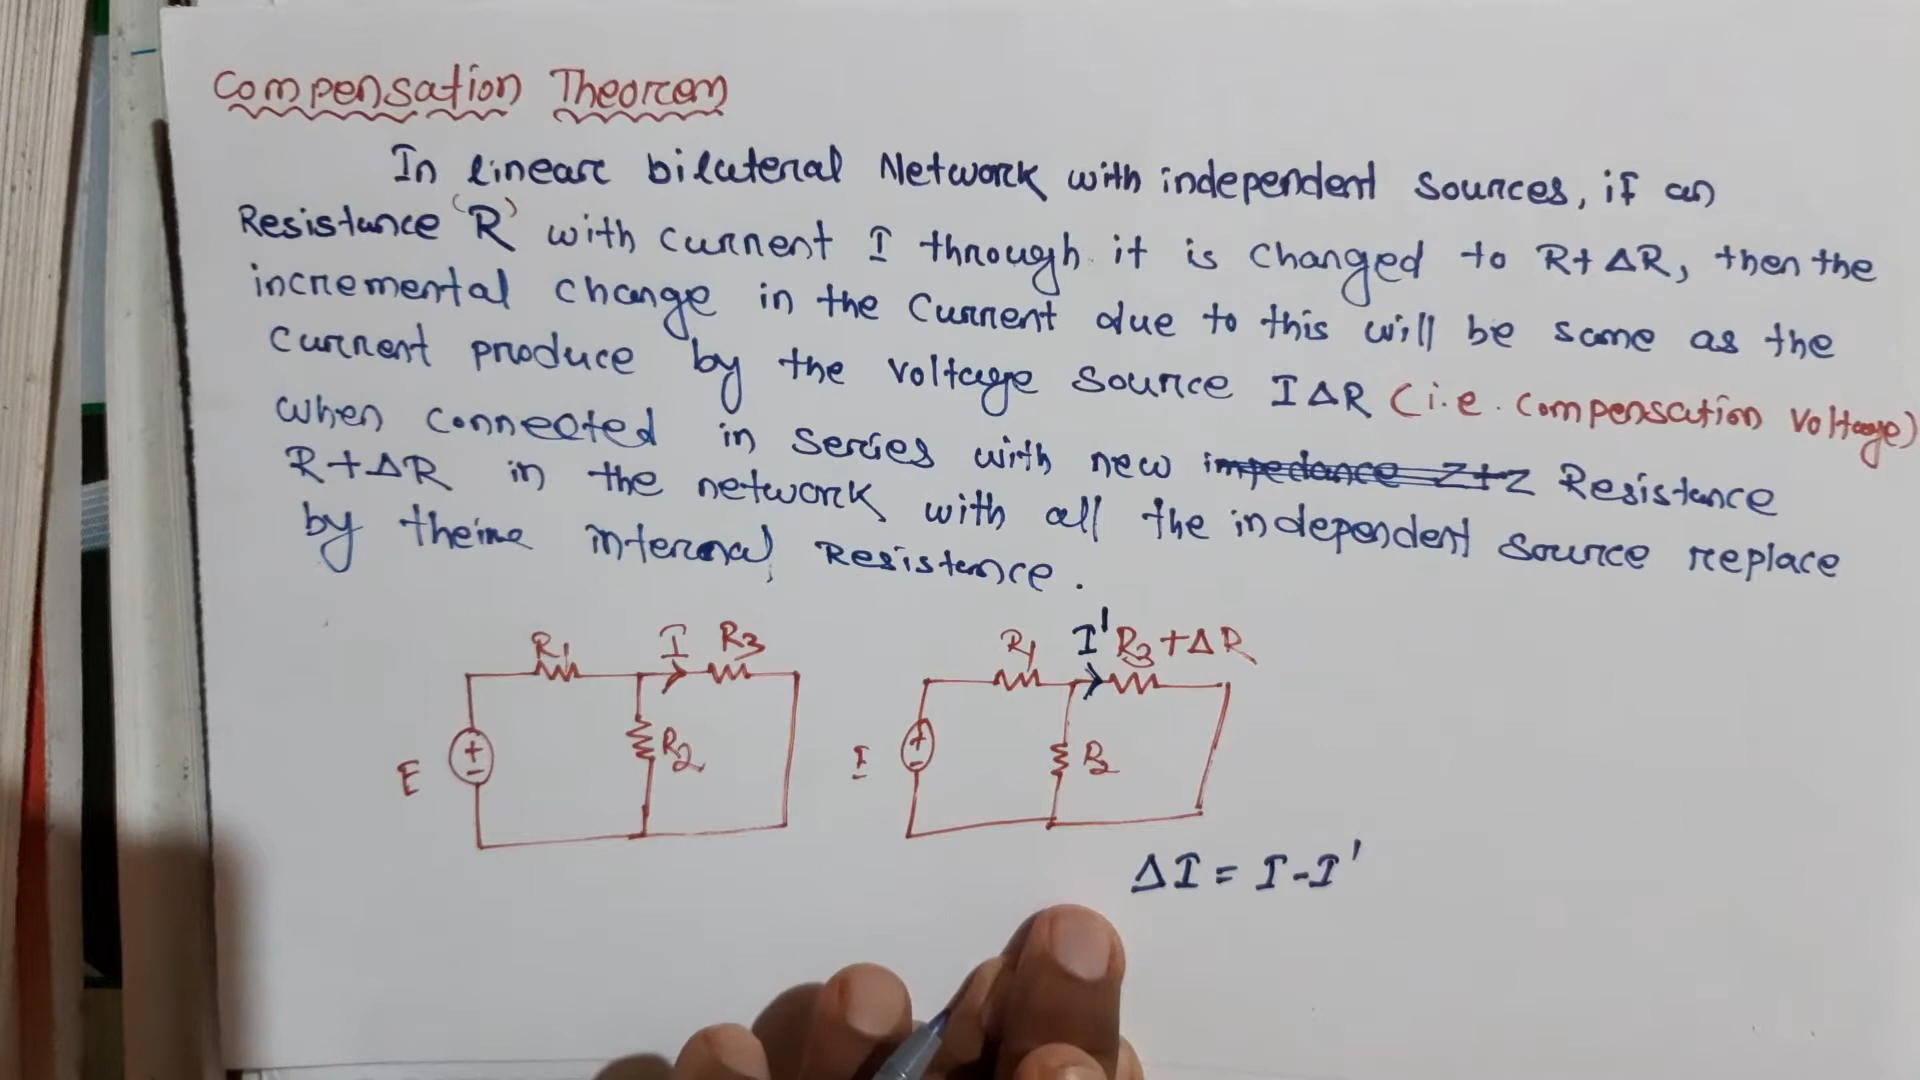 Compensation Theorem
In linear bilateral Network with independent sources, if an
Resistance 'R' with current I through it is changed to R+ΔR, then the
incremental change in the current due to this will be same as the
current produce by the voltage source IΔR (i.e. compensation voltage)
when connected in series with new impedance Z+Z Resistance
R+ΔR in the network with all the independent source replace
by their internal Resistance.
R1 I R3
E + - R2
R1 I' R3+ΔR
+ - R2
ΔI = I-I'